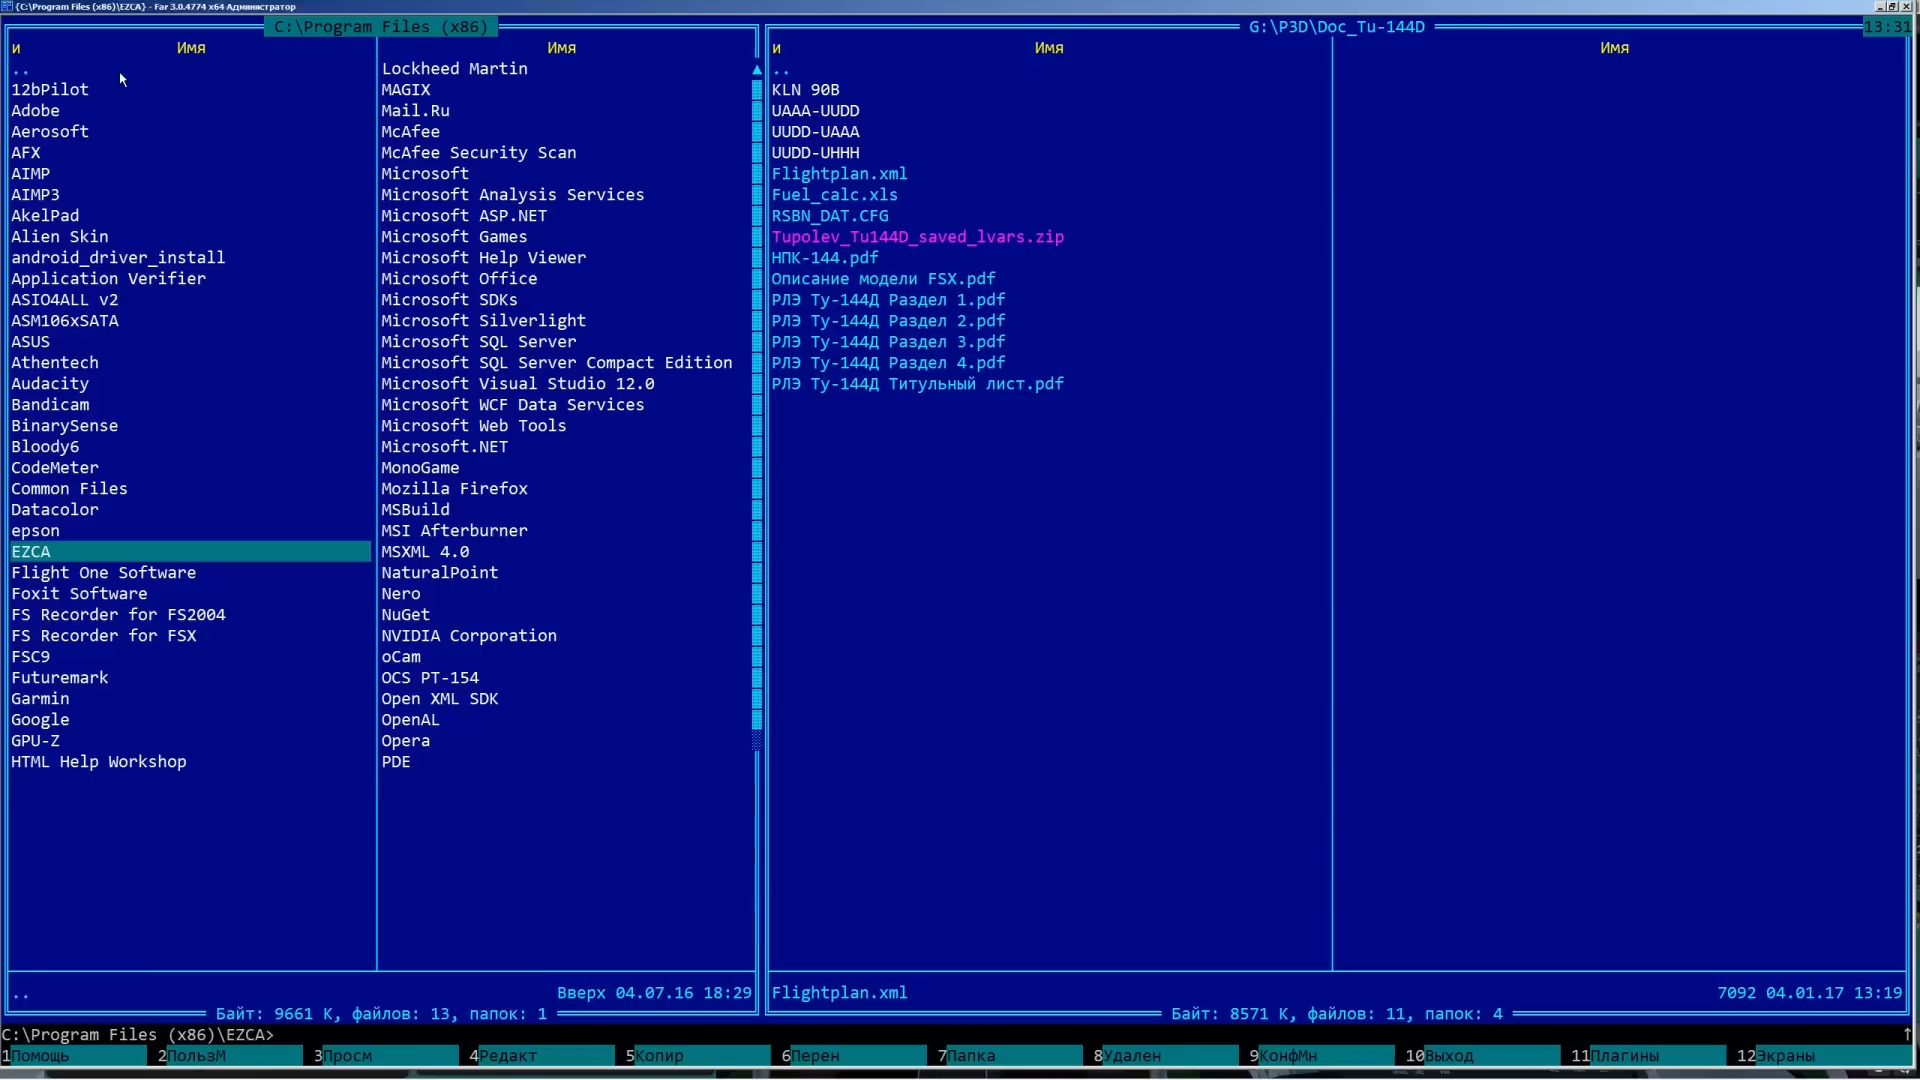 {C:\Program Files (x86)\EZCA} - Far 3.0.4774 x64 Администратор
C:\Program Files (x86)
и Имя Имя
..
12bPilot
Adobe
Aerosoft
AFX
AIMP
AIMP3
AkelPad
Alien Skin
android_driver_install
Application Verifier
ASIO4ALL v2
ASM106xSATA
ASUS
Athentech
Audacity
Bandicam
BinarySense
Bloody6
CodeMeter
Common Files
Datacolor
epson
EZCA
Flight One Software
Foxit Software
FS Recorder for FS2004
FS Recorder for FSX
FSC9
Futuremark
Garmin
Google
GPU-Z
HTML Help Workshop
Lockheed Martin
MAGIX
Mail.Ru
McAfee
McAfee Security Scan
Microsoft
Microsoft Analysis Services
Microsoft ASP.NET
Microsoft Games
Microsoft Help Viewer
Microsoft Office
Microsoft SDKs
Microsoft Silverlight
Microsoft SQL Server
Microsoft SQL Server Compact Edition
Microsoft Visual Studio 12.0
Microsoft WCF Data Services
Microsoft Web Tools
Microsoft.NET
MonoGame
Mozilla Firefox
MSBuild
MSI Afterburner
MSXML 4.0
NaturalPoint
Nero
NuGet
NVIDIA Corporation
oCam
OCS PT-154
Open XML SDK
OpenAL
Opera
PDE
.. Вверх 04.07.16 18:29
Байт: 9661 K, файлов: 13, папок: 1
G:\P3D\Doc_Tu-144D
13:31
и Имя Имя
..
KLN 90B
UAAA-UUDD
UUDD-UAAA
UUDD-UHHH
Flightplan.xml
Fuel_calc.xls
RSBN_DAT.CFG
Tupolev_Tu144D_saved_lvars.zip
НПК-144.pdf
Описание модели FSX.pdf
РЛЭ Ту-144Д Раздел 1.pdf
РЛЭ Ту-144Д Раздел 2.pdf
РЛЭ Ту-144Д Раздел 3.pdf
РЛЭ Ту-144Д Раздел 4.pdf
РЛЭ Ту-144Д Титульный лист.pdf
Flightplan.xml 7092 04.01.17 13:19
Байт: 8571 K, файлов: 11, папок: 4
C:\Program Files (x86)\EZCA>
1Помощь 2ПользМ 3Просм 4Редакт 5Копир 6Перен 7Папка 8Удален 9КонфМн 10Выход 11Плагины 12Экраны